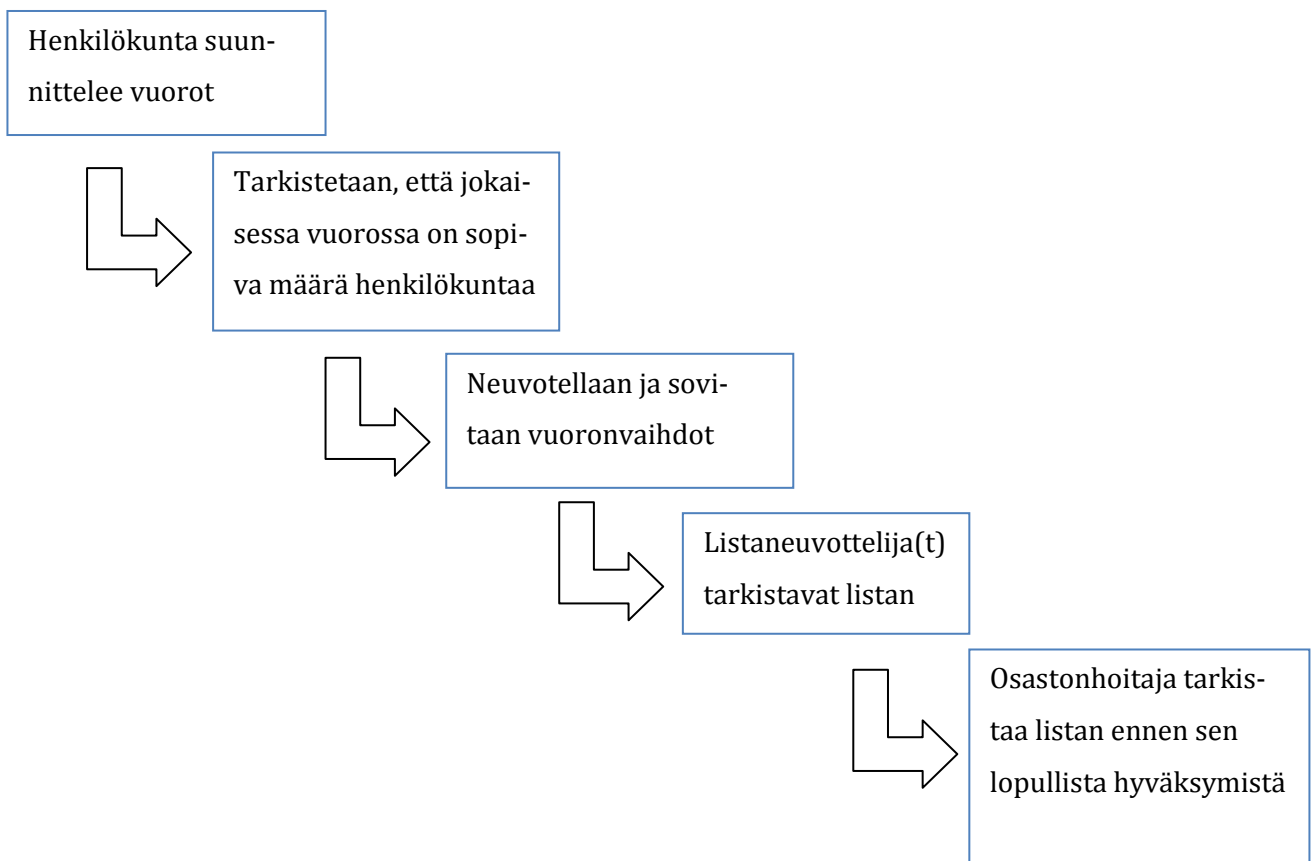 Henkilökunta suun-
nittelee vuorot
Tarkistetaan, että jokai-
sessa vuorossa on sopi-
va määrä henkilökuntaa
Neuvotellaan ja sovi-
taan vuoronvaihdot
Listaneuvottelija(t)
tarkistavat listan
Osastonhoitaja tarkis-
taa listan ennen sen
lopullista hyväksymistä